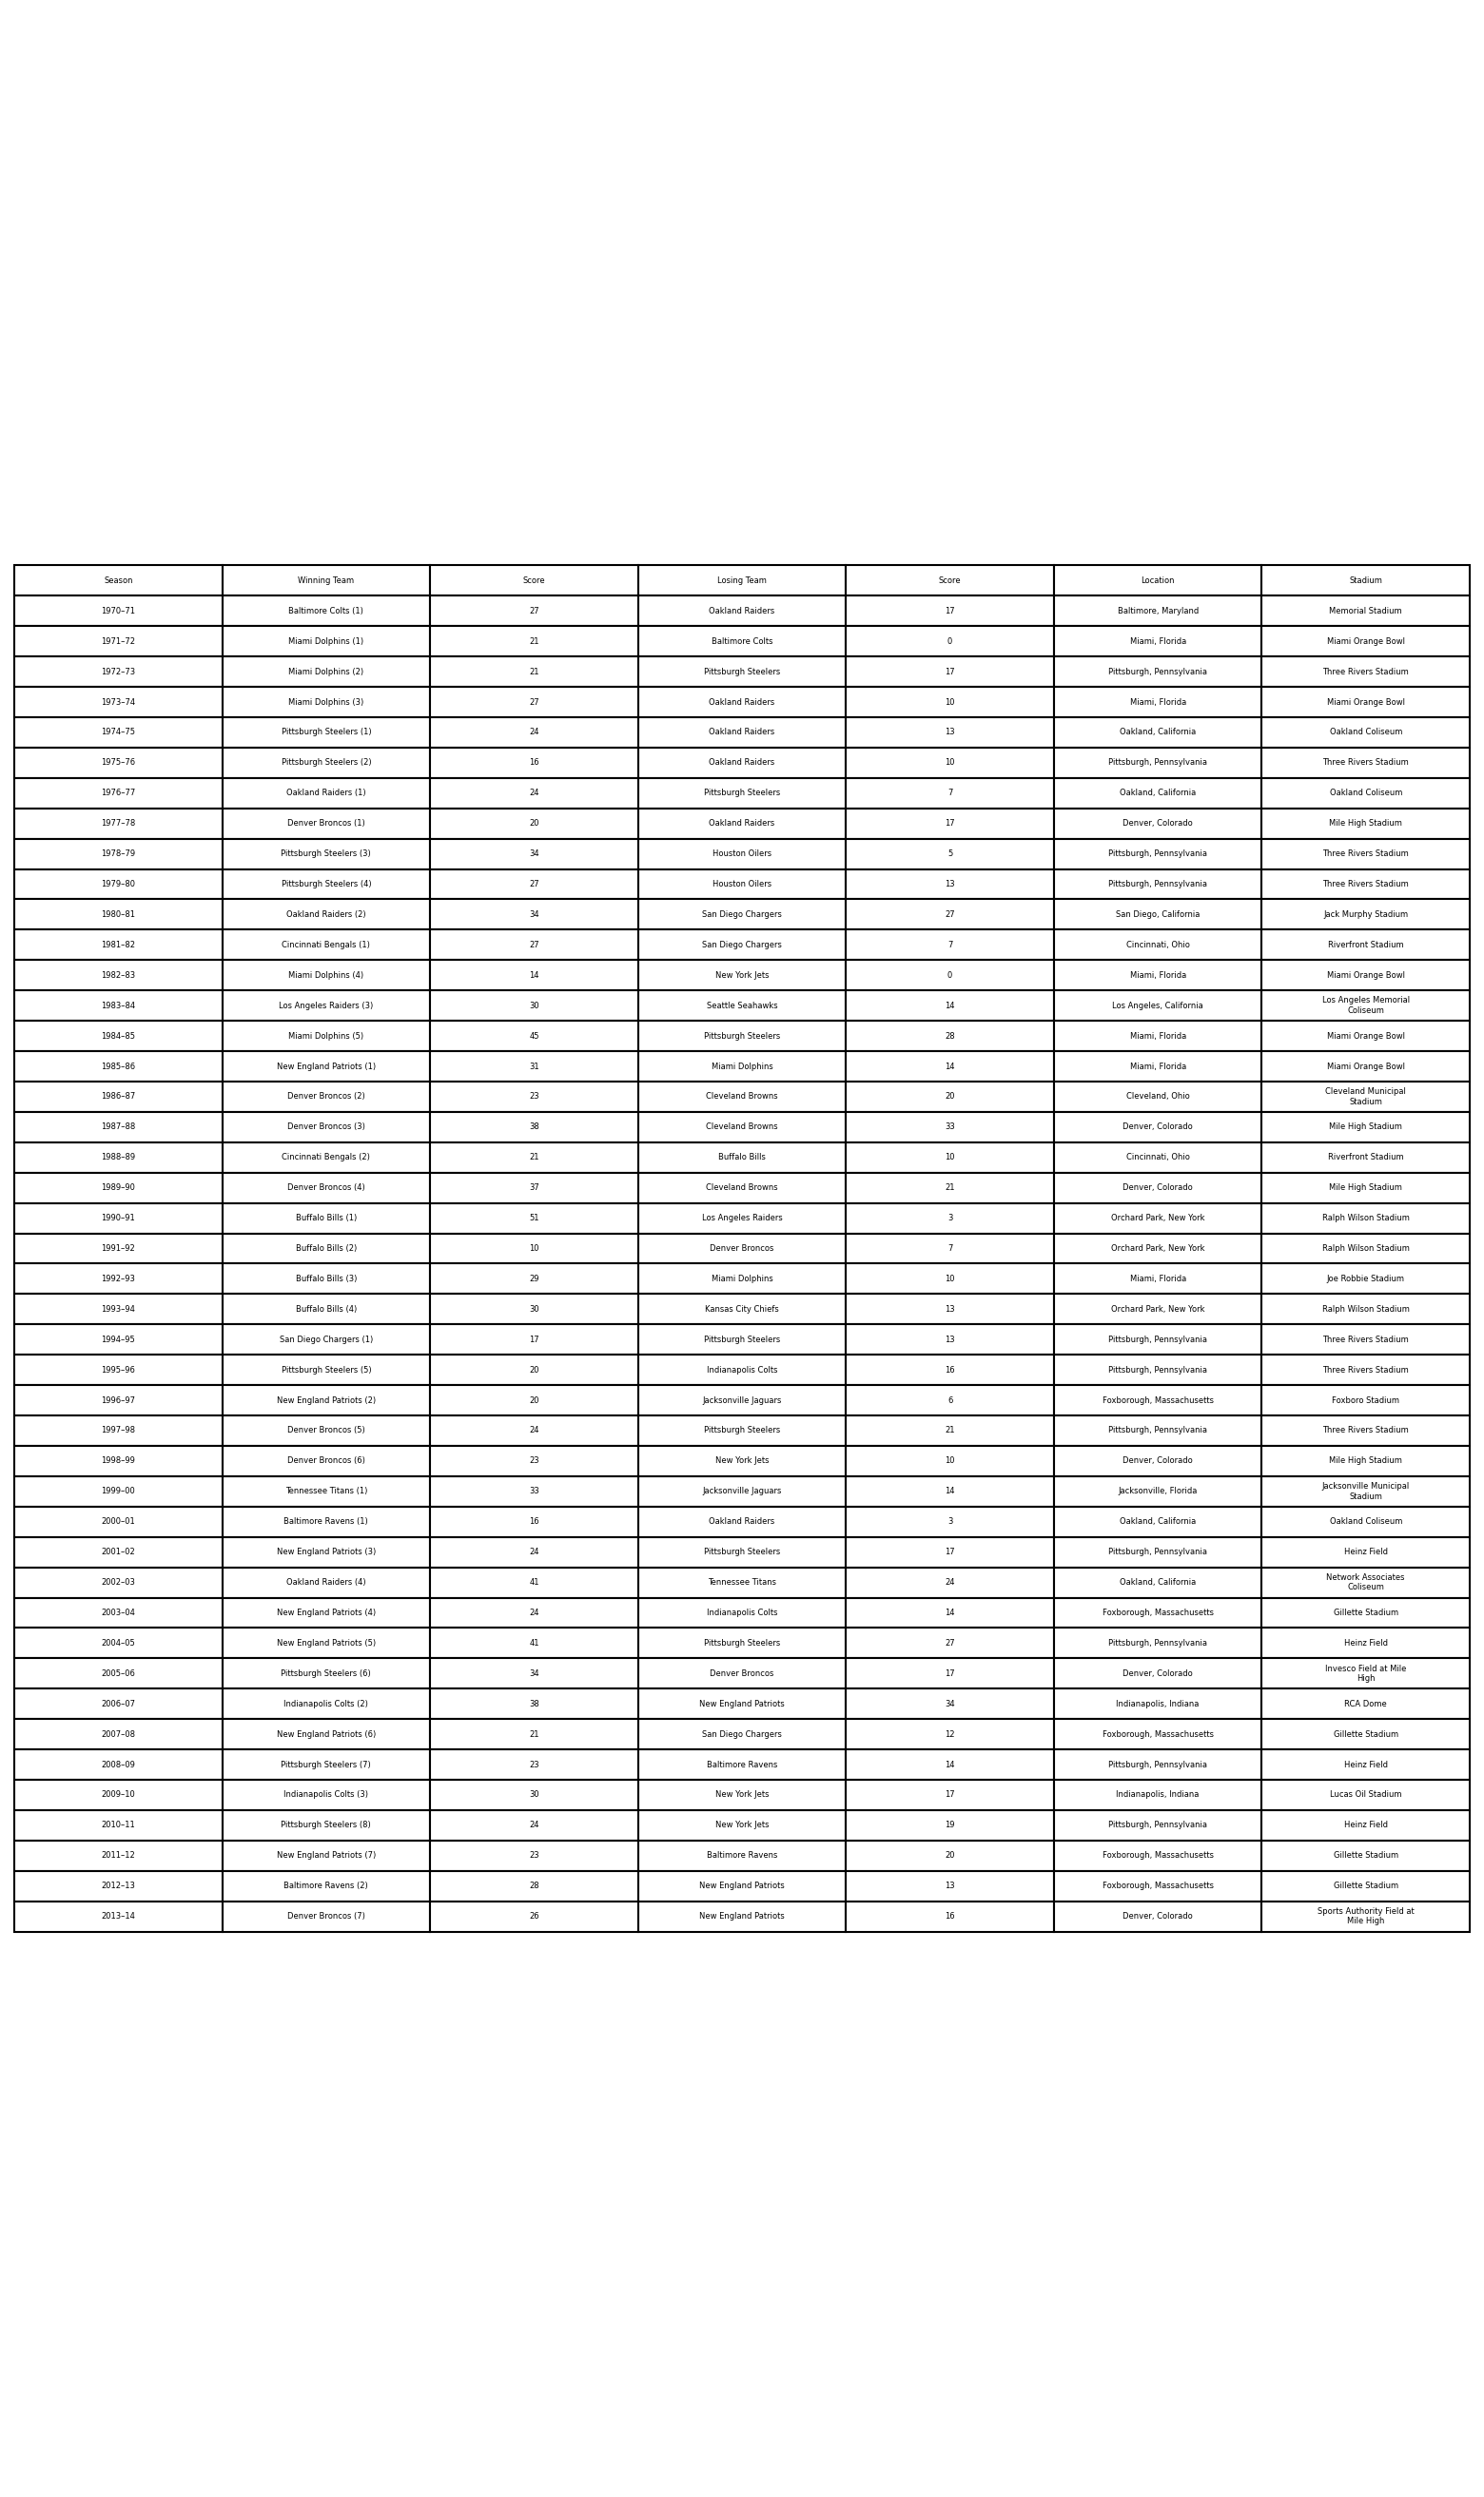 Season Winning Team Score Losing Team Score Location Stadium
1970–71 Baltimore Colts (1) 27 Oakland Raiders 17 Baltimore, Maryland Memorial Stadium
1971–72 Miami Dolphins (1) 21 Baltimore Colts 0 Miami, Florida Miami Orange Bowl
1972–73 Miami Dolphins (2) 21 Pittsburgh Steelers 17 Pittsburgh, Pennsylvania Three Rivers Stadium
1973–74 Miami Dolphins (3) 27 Oakland Raiders 10 Miami, Florida Miami Orange Bowl
1974–75 Pittsburgh Steelers (1) 24 Oakland Raiders 13 Oakland, California Oakland Coliseum
1975–76 Pittsburgh Steelers (2) 16 Oakland Raiders 10 Pittsburgh, Pennsylvania Three Rivers Stadium
1976–77 Oakland Raiders (1) 24 Pittsburgh Steelers 7 Oakland, California Oakland Coliseum
1977–78 Denver Broncos (1) 20 Oakland Raiders 17 Denver, Colorado Mile High Stadium
1978–79 Pittsburgh Steelers (3) 34 Houston Oilers 5 Pittsburgh, Pennsylvania Three Rivers Stadium
1979–80 Pittsburgh Steelers (4) 27 Houston Oilers 13 Pittsburgh, Pennsylvania Three Rivers Stadium
1980–81 Oakland Raiders (2) 34 San Diego Chargers 27 San Diego, California Jack Murphy Stadium
1981–82 Cincinnati Bengals (1) 27 San Diego Chargers 7 Cincinnati, Ohio Riverfront Stadium
1982–83 Miami Dolphins (4) 14 New York Jets 0 Miami, Florida Miami Orange Bowl
1983–84 Los Angeles Raiders (3) 30 Seattle Seahawks 14 Los Angeles, California Los Angeles Memorial
Coliseum
1984–85 Miami Dolphins (5) 45 Pittsburgh Steelers 28 Miami, Florida Miami Orange Bowl
1985–86 New England Patriots (1) 31 Miami Dolphins 14 Miami, Florida Miami Orange Bowl
1986–87 Denver Broncos (2) 23 Cleveland Browns 20 Cleveland, Ohio Cleveland Municipal
Stadium
1987–88 Denver Broncos (3) 38 Cleveland Browns 33 Denver, Colorado Mile High Stadium
1988–89 Cincinnati Bengals (2) 21 Buffalo Bills 10 Cincinnati, Ohio Riverfront Stadium
1989–90 Denver Broncos (4) 37 Cleveland Browns 21 Denver, Colorado Mile High Stadium
1990–91 Buffalo Bills (1) 51 Los Angeles Raiders 3 Orchard Park, New York Ralph Wilson Stadium
1991–92 Buffalo Bills (2) 10 Denver Broncos 7 Orchard Park, New York Ralph Wilson Stadium
1992–93 Buffalo Bills (3) 29 Miami Dolphins 10 Miami, Florida Joe Robbie Stadium
1993–94 Buffalo Bills (4) 30 Kansas City Chiefs 13 Orchard Park, New York Ralph Wilson Stadium
1994–95 San Diego Chargers (1) 17 Pittsburgh Steelers 13 Pittsburgh, Pennsylvania Three Rivers Stadium
1995–96 Pittsburgh Steelers (5) 20 Indianapolis Colts 16 Pittsburgh, Pennsylvania Three Rivers Stadium
1996–97 New England Patriots (2) 20 Jacksonville Jaguars 6 Foxborough, Massachusetts Foxboro Stadium
1997–98 Denver Broncos (5) 24 Pittsburgh Steelers 21 Pittsburgh, Pennsylvania Three Rivers Stadium
1998–99 Denver Broncos (6) 23 New York Jets 10 Denver, Colorado Mile High Stadium
1999–00 Tennessee Titans (1) 33 Jacksonville Jaguars 14 Jacksonville, Florida Jacksonville Municipal
Stadium
2000–01 Baltimore Ravens (1) 16 Oakland Raiders 3 Oakland, California Oakland Coliseum
2001–02 New England Patriots (3) 24 Pittsburgh Steelers 17 Pittsburgh, Pennsylvania Heinz Field
2002–03 Oakland Raiders (4) 41 Tennessee Titans 24 Oakland, California Network Associates
Coliseum
2003–04 New England Patriots (4) 24 Indianapolis Colts 14 Foxborough, Massachusetts Gillette Stadium
2004–05 New England Patriots (5) 41 Pittsburgh Steelers 27 Pittsburgh, Pennsylvania Heinz Field
2005–06 Pittsburgh Steelers (6) 34 Denver Broncos 17 Denver, Colorado Invesco Field at Mile
High
2006–07 Indianapolis Colts (2) 38 New England Patriots 34 Indianapolis, Indiana RCA Dome
2007–08 New England Patriots (6) 21 San Diego Chargers 12 Foxborough, Massachusetts Gillette Stadium
2008–09 Pittsburgh Steelers (7) 23 Baltimore Ravens 14 Pittsburgh, Pennsylvania Heinz Field
2009–10 Indianapolis Colts (3) 30 New York Jets 17 Indianapolis, Indiana Lucas Oil Stadium
2010–11 Pittsburgh Steelers (8) 24 New York Jets 19 Pittsburgh, Pennsylvania Heinz Field
2011–12 New England Patriots (7) 23 Baltimore Ravens 20 Foxborough, Massachusetts Gillette Stadium
2012–13 Baltimore Ravens (2) 28 New England Patriots 13 Foxborough, Massachusetts Gillette Stadium
2013–14 Denver Broncos (7) 26 New England Patriots 16 Denver, Colorado Sports Authority Field at
Mile High